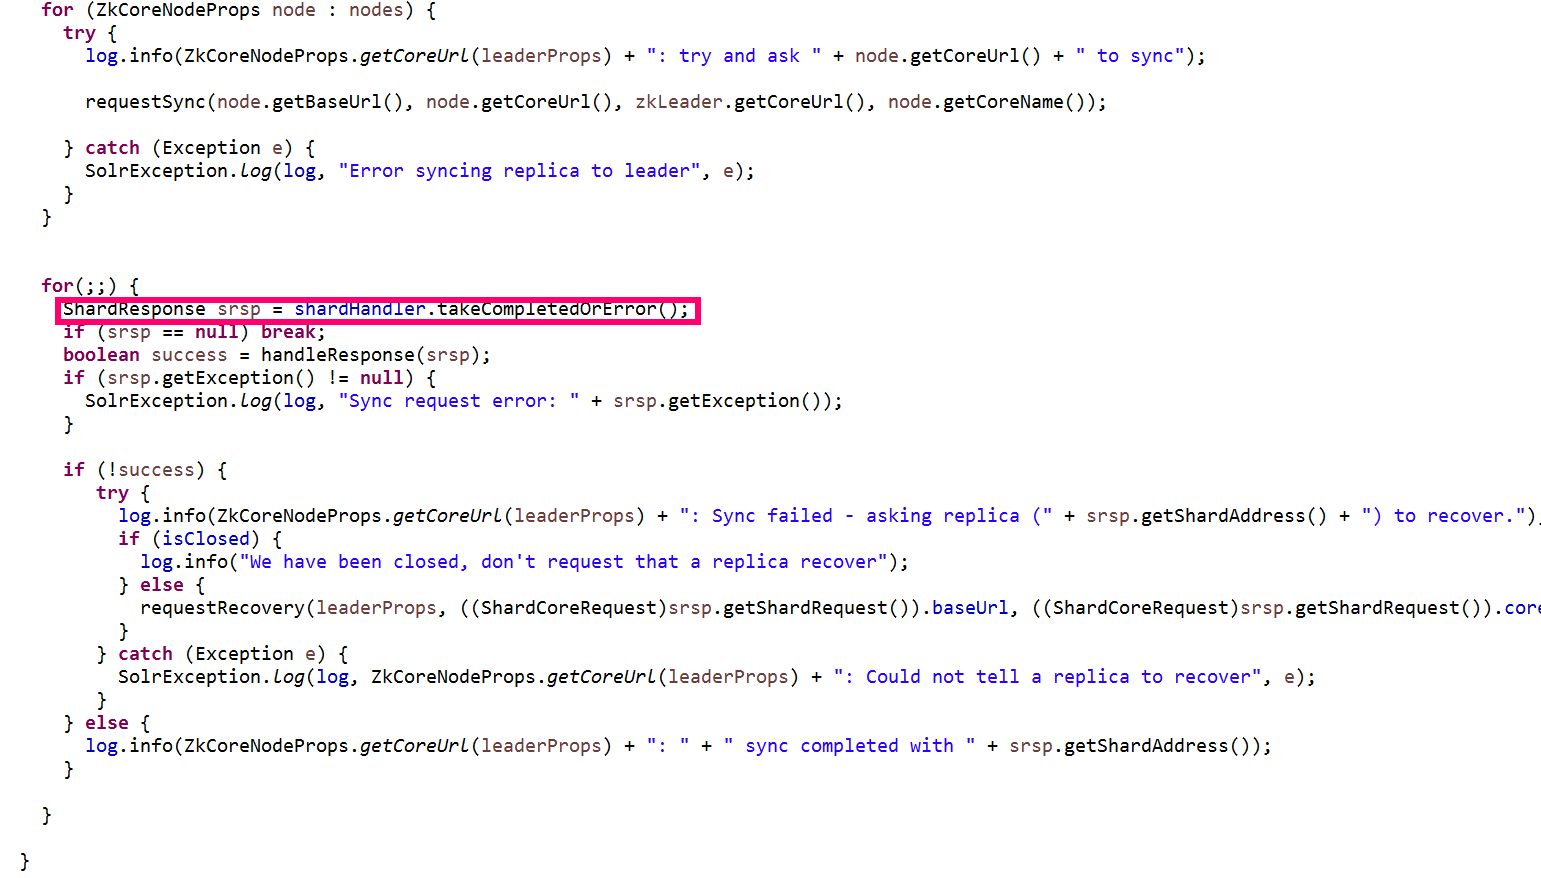 for (ZkCoreNodeProps node : nodes) {
try {
log.info(ZkCoreNodeProps.getCoreUrl(leaderProps) + ": try and ask " + node.getCoreUrl() + " to sync");
requestSync(node.getBaseUrl(), node.getCoreUrl(), zkLeader.getCoreUrl(), node.getCoreName());
} catch (Exception e) {
SolrException.log(log, "Error syncing replica to leader", e);
}
}
for(;;) {
ShardResponse srsp = shardHandler.takeCompletedOrError();
if (srsp == null) break;
boolean success = handleResponse(srsp);
if (srsp.getException() != null) {
SolrException.log(log, "Sync request error: " + srsp.getException());
}
if (!success) {
try {
log.info(ZkCoreNodeProps.getCoreUrl(leaderProps) + ": Sync failed - asking replica (" + srsp.getShardAddress() + ") to recover.");
if (isClosed) {
log.info("We have been closed, don't request that a replica recover");
} else {
requestRecovery(leaderProps, ((ShardCoreRequest)srsp.getShardRequest()).baseUrl, ((ShardCoreRequest)srsp.getShardRequest()).core
}
} catch (Exception e) {
SolrException.log(log, ZkCoreNodeProps.getCoreUrl(leaderProps) + ": Could not tell a replica to recover", e);
}
} else {
log.info(ZkCoreNodeProps.getCoreUrl(leaderProps) + ": " + " sync completed with " + srsp.getShardAddress());
}
}
}